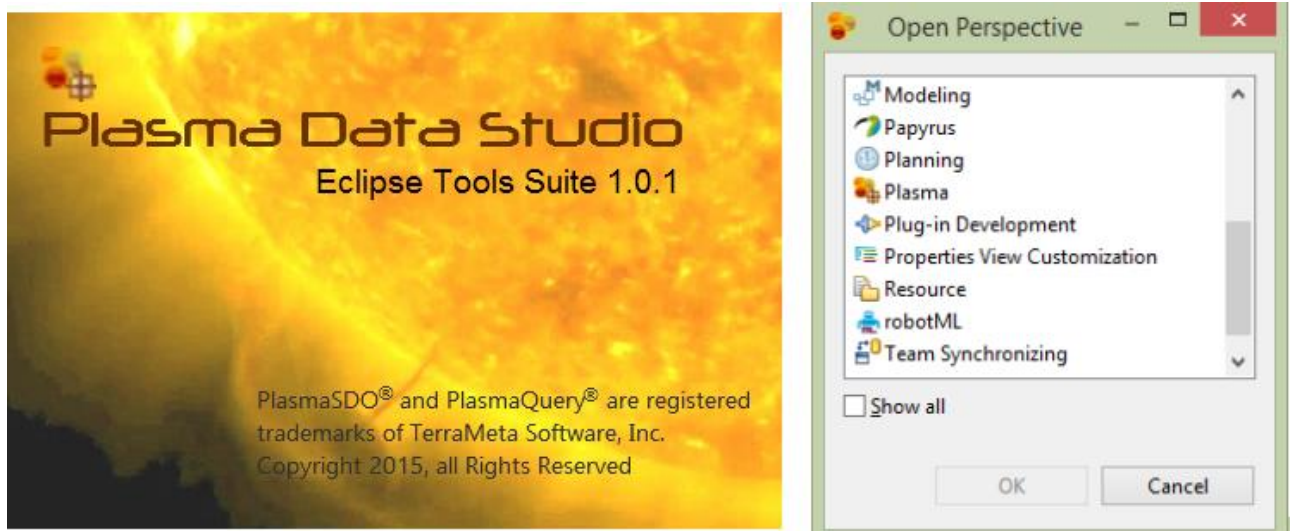 Plasma Data Studio
Eclipse Tools Suite 1.0.1
PlasmaSDO® and PlasmaQuery® are registered
trademarks of TerraMeta Software, Inc.
Copyright 2015, all Rights Reserved
Open Perspective
Modeling
Papyrus
Planning
Plasma
Plug-in Development
Properties View Customization
Resource
robotML
Team Synchronizing
Show all
OK
Cancel